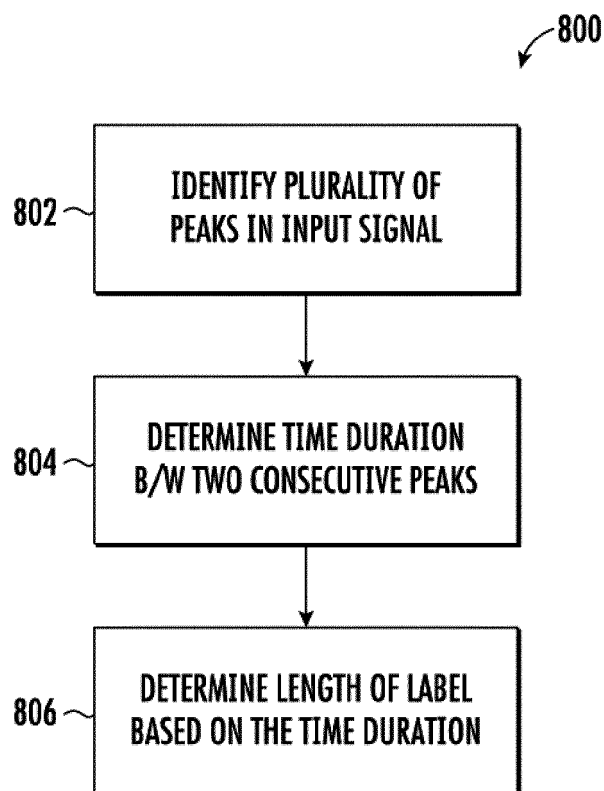 800
802
IDENTIFY PLURALITY OF
PEAKS IN INPUT SIGNAL
804
DETERMINE TIME DURATION
B/W TWO CONSECUTIVE PEAKS
806
DETERMINE LENGTH OF LABEL
BASED ON THE TIME DURATION